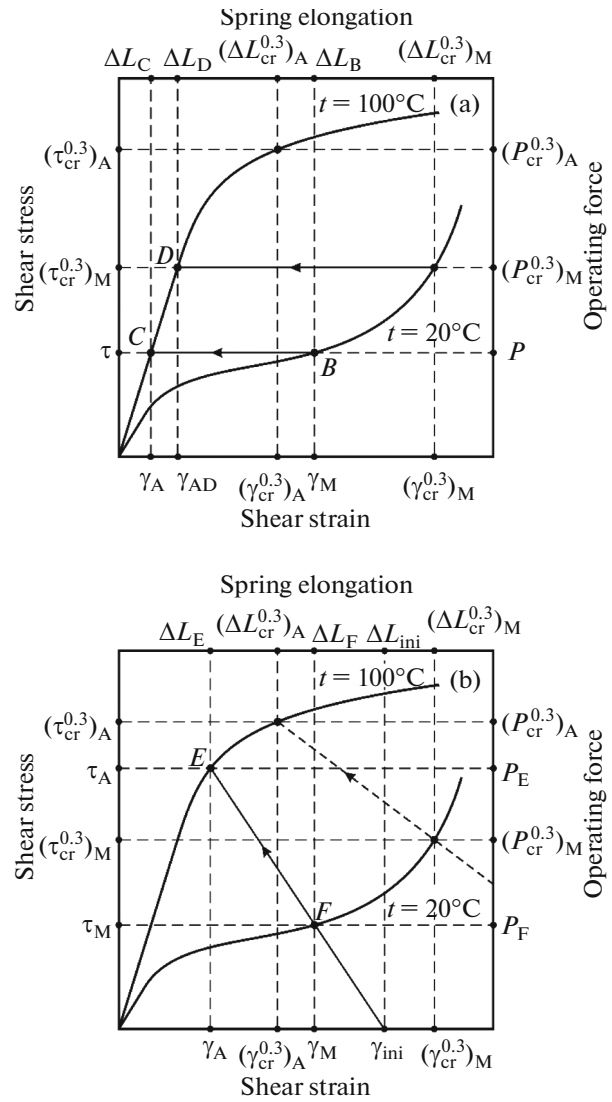 Spring elongation
ΔL_C ΔL_D (ΔL_cr^0.3)_A ΔL_B (ΔL_cr^0.3)_M
t = 100°C (a)
(τ_cr^0.3)_A (P_cr^0.3)_A
Shear stress
Operating force
D
(τ_cr^0.3)_M (P_cr^0.3)_M
C t = 20°C
τ B P
γ_A γ_AD (γ_cr^0.3)_A γ_M (γ_cr^0.3)_M
Shear strain
Spring elongation
ΔL_E (ΔL_cr^0.3)_A ΔL_F ΔL_ini (ΔL_cr^0.3)_M
t = 100°C (b)
(τ_cr^0.3)_A (P_cr^0.3)_A
E
τ_A P_E
Shear stress
Operating force
(τ_cr^0.3)_M (P_cr^0.3)_M
F t = 20°C
τ_M P_F
γ_A (γ_cr^0.3)_A γ_M γ_ini (γ_cr^0.3)_M
Shear strain